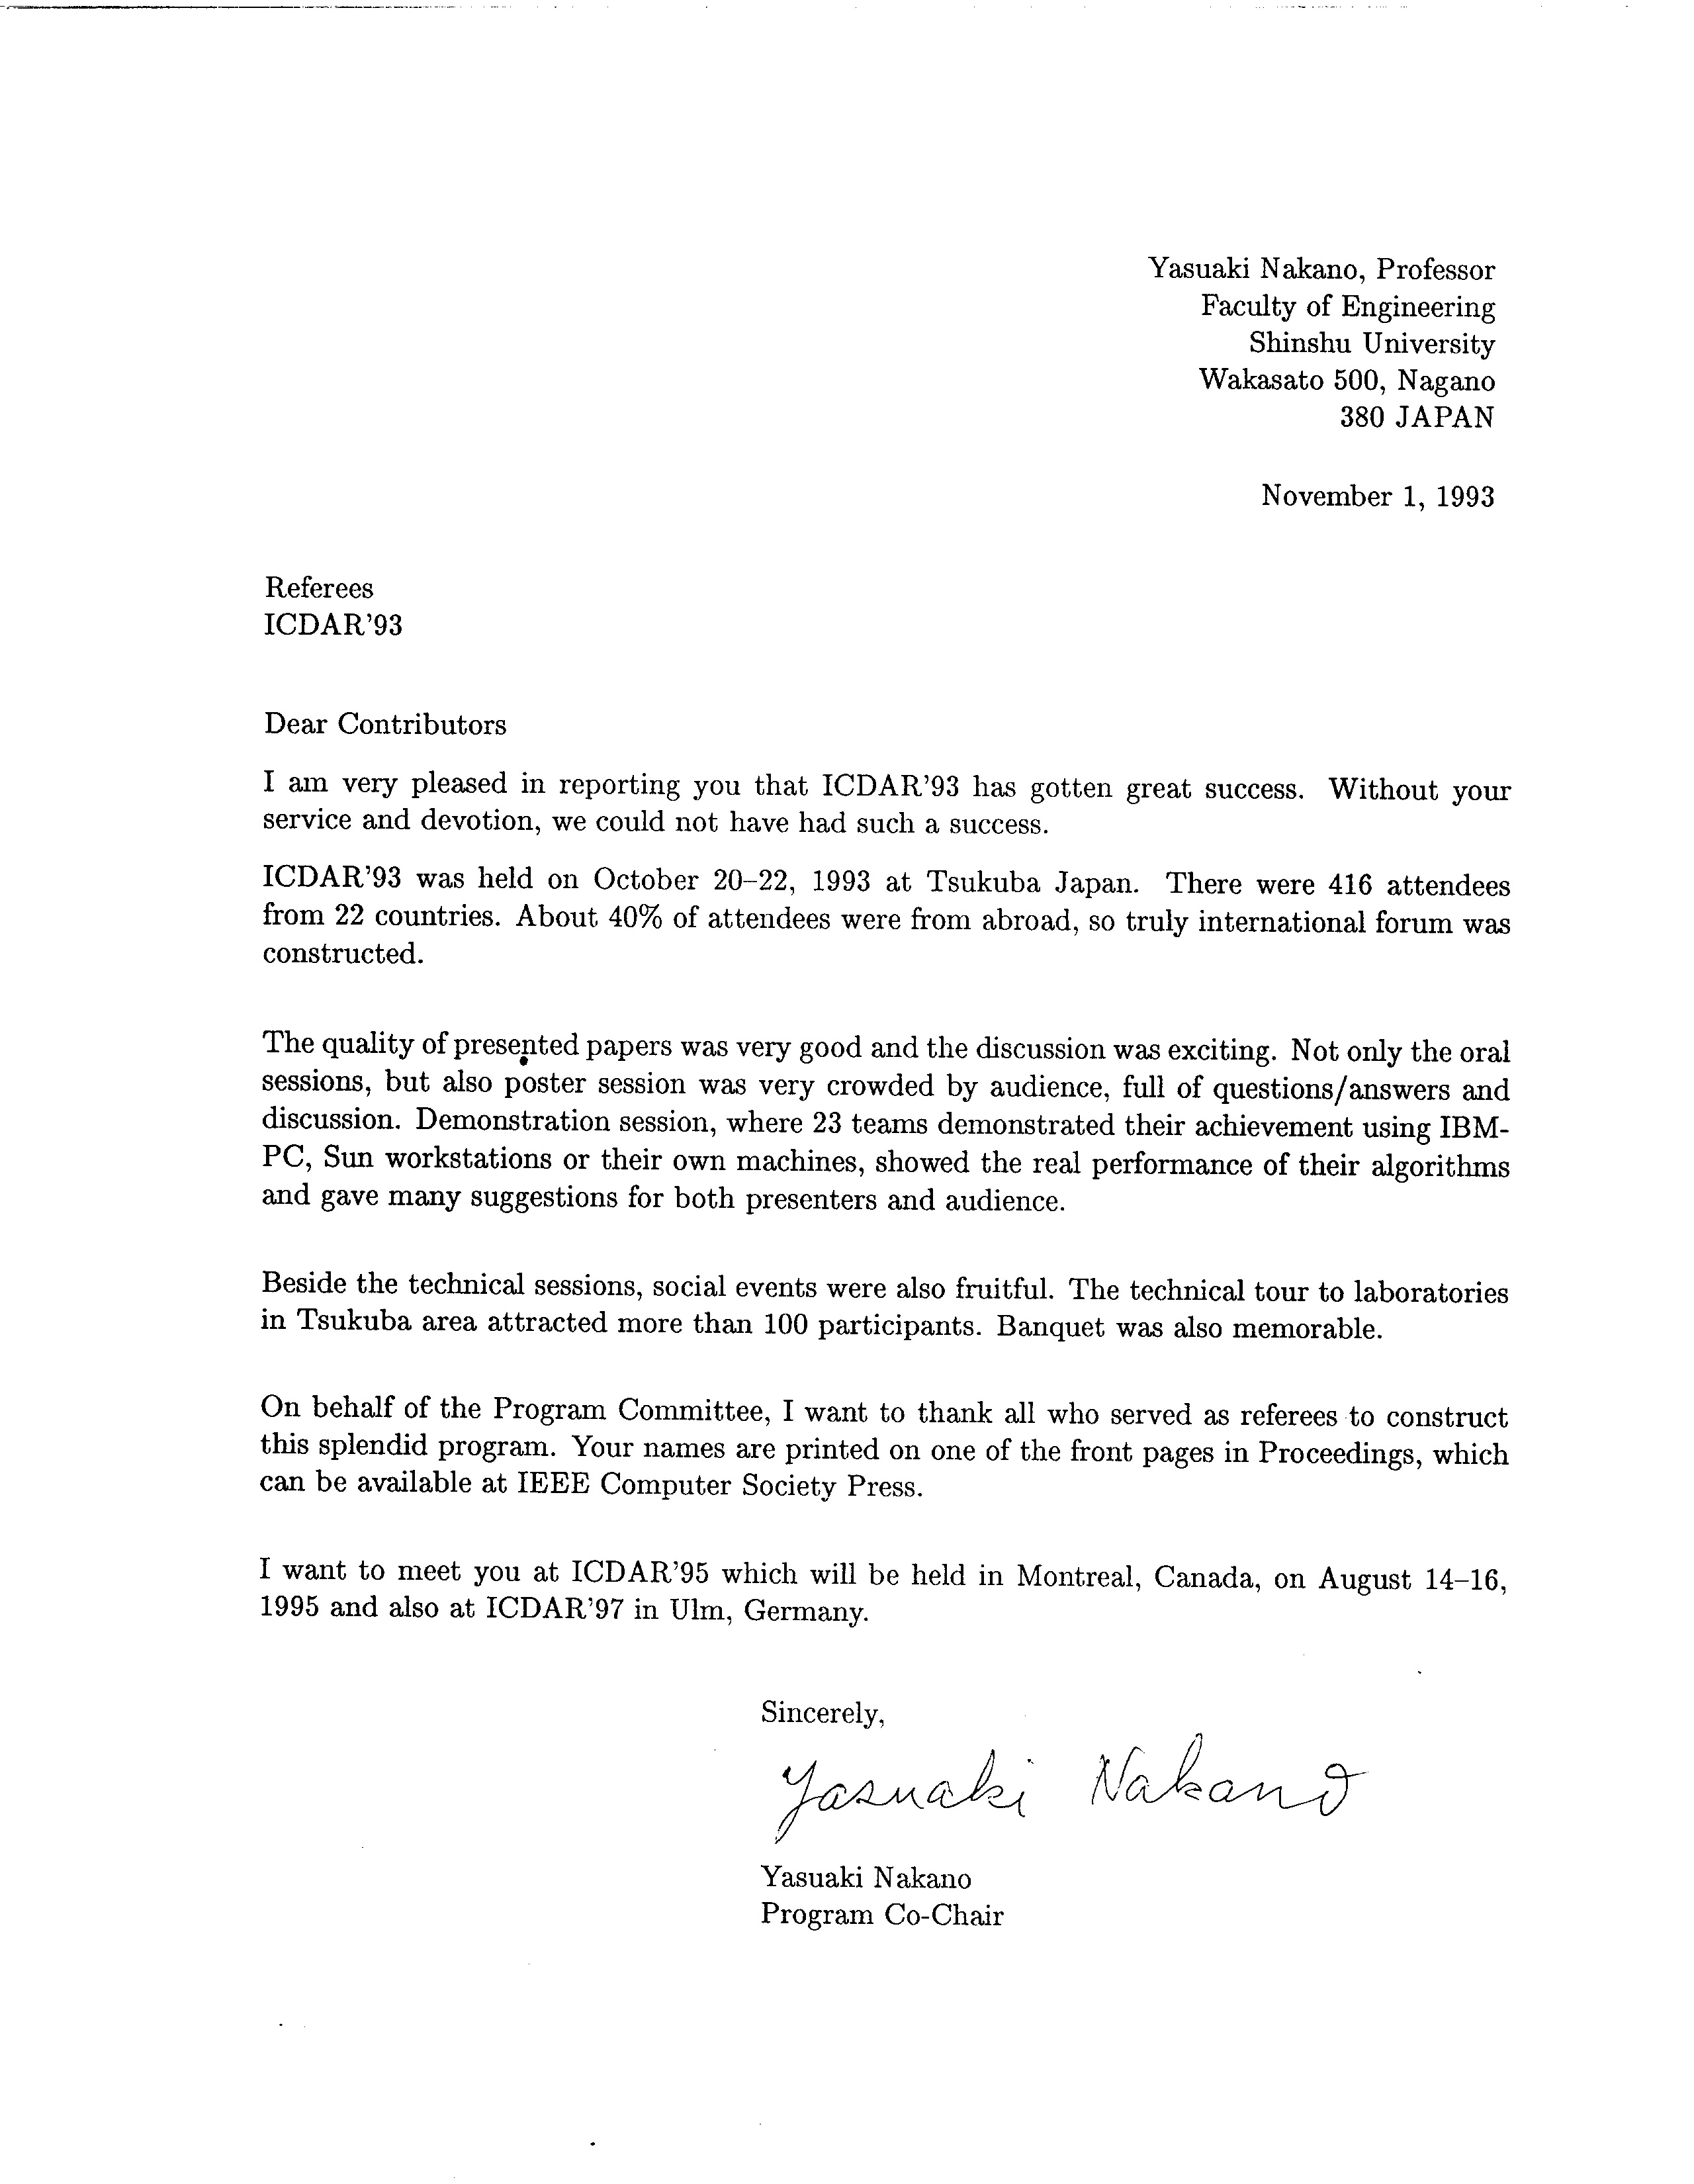 Yasuaki Nakano, Professor
Faculty of Engineering
Shinshu University
Wakasato 500, Nagano
380 JAPAN
November 1, 1993
Referees
ICDAR'93
Dear Contributors
I am very pleased in reporting you that ICDAR'93 has gotten great success. Without your
service and devotion, we could not have had such a success.
ICDAR'93 was held on October 20–22, 1993 at Tsukuba Japan. There were 416 attendees
from 22 countries. About 40% of attendees were from abroad, so truly international forum was
constructed.
The quality of presented papers was very good and the discussion was exciting. Not only the oral
sessions, but also poster session was very crowded by audience, full of questions/answers and
discussion. Demonstration session, where 23 teams demonstrated their achievement using IBM-
PC, Sun workstations or their own machines, showed the real performance of their algorithms
and gave many suggestions for both presenters and audience.
Beside the technical sessions, social events were also fruitful. The technical tour to laboratories
in Tsukuba area attracted more than 100 participants. Banquet was also memorable.
On behalf of the Program Committee, I want to thank all who served as referees to construct
this splendid program. Your names are printed on one of the front pages in Proceedings, which
can be available at IEEE Computer Society Press.
I want to meet you at ICDAR'95 which will be held in Montreal, Canada, on August 14–16,
1995 and also at ICDAR'97 in Ulm, Germany.
Sincerely,
Yasuaki Nakano
Yasuaki Nakano
Program Co-Chair